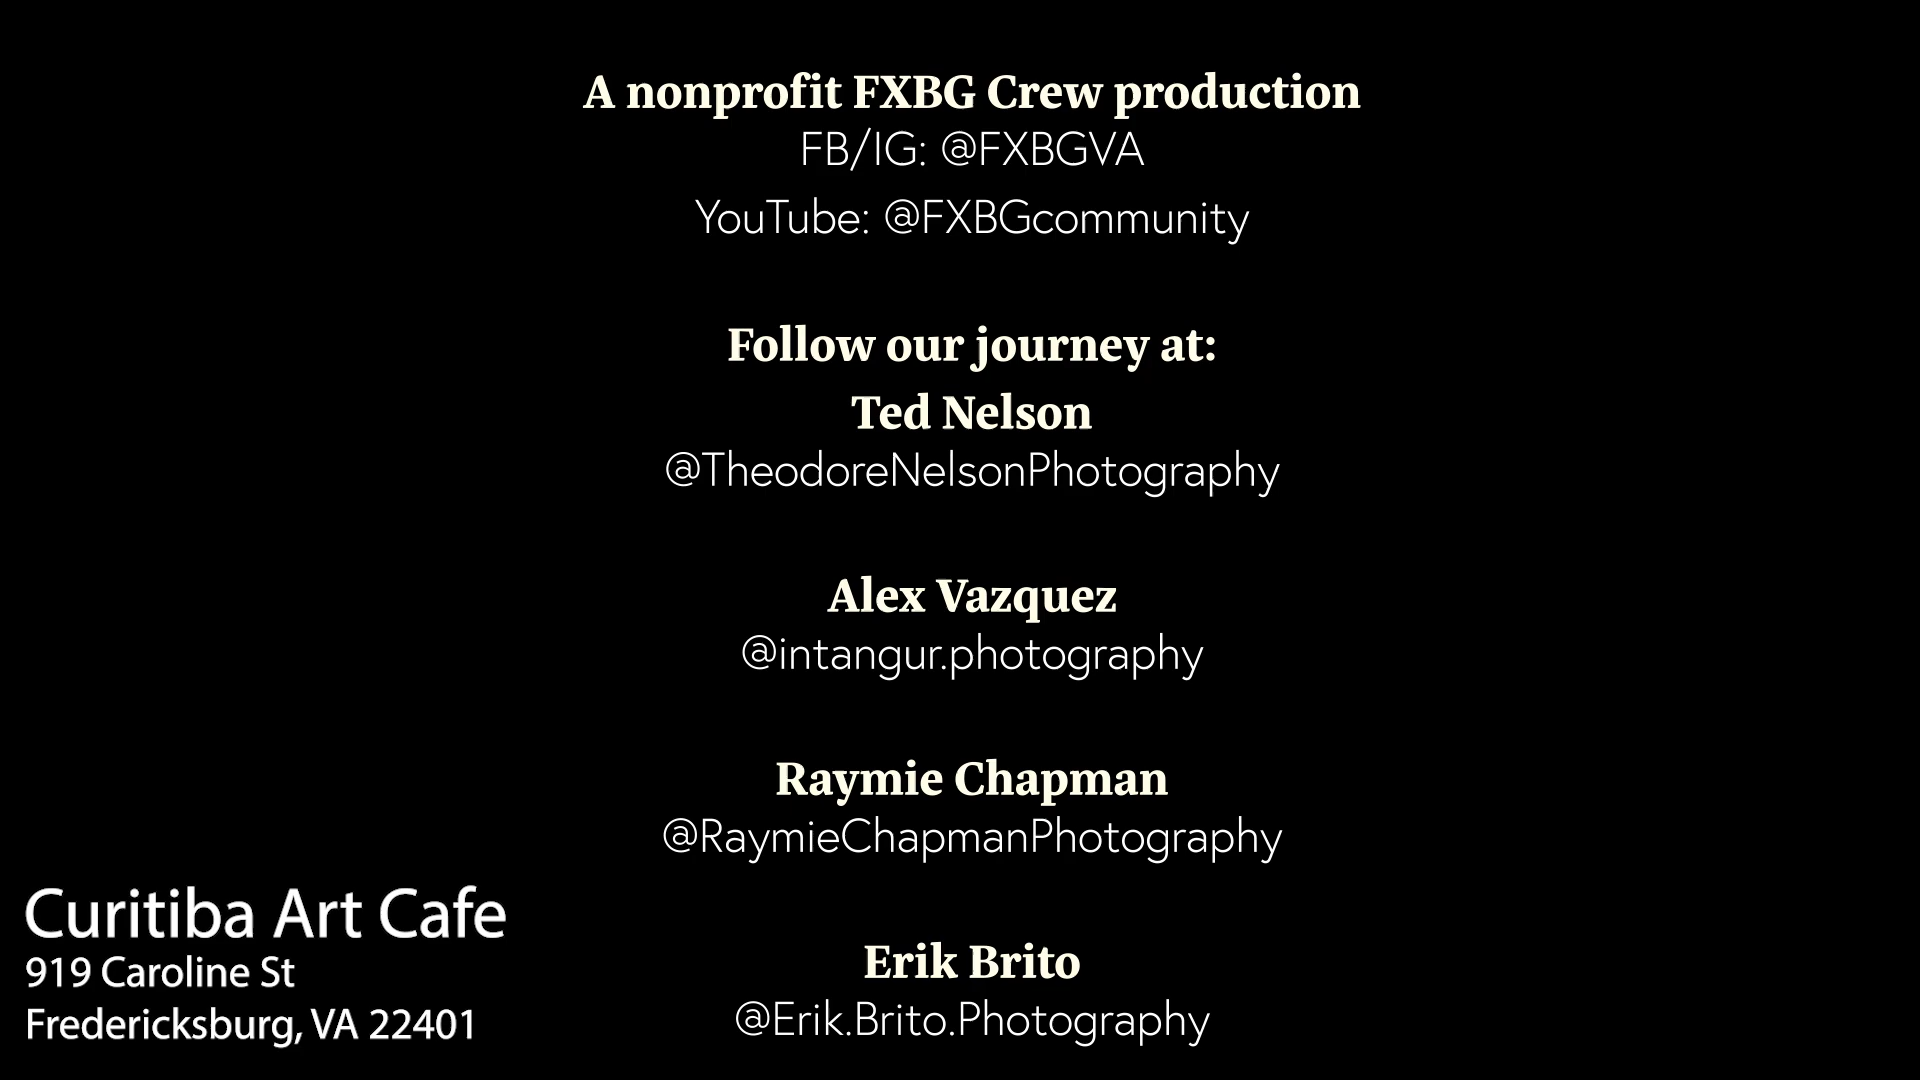 A nonprofit FXBG Crew production
FB/IG: @FXBGVA
YouTube: @FXBGcommunity
Follow our journey at:
Ted Nelson
@TheodoreNelsonPhotography
Alex Vazquez
@intangur.photography
Raymie Chapman
@RaymieChapmanPhotography
Erik Brito
@Erik.Brito.Photography
Curitiba Art Cafe
919 Caroline St
Fredericksburg, VA 22401